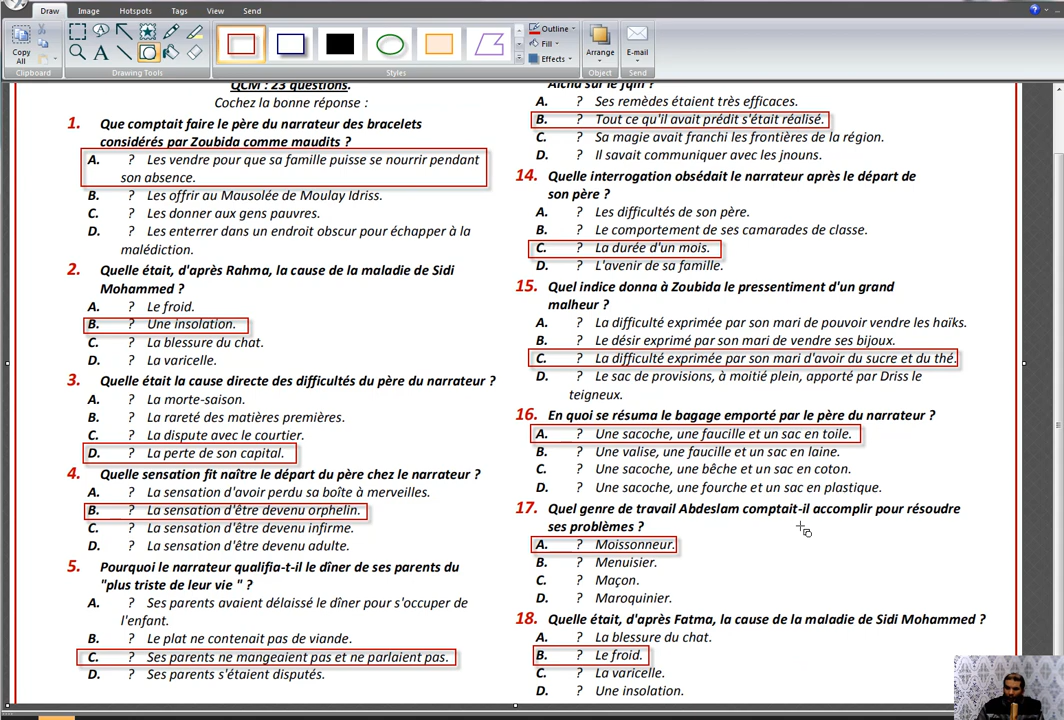 Draw Image Hotspots Tags View Send
Copy
All
Outline
Fill
Effects
Arrange
E-mail
Clipboard Drawing Tools Styles Object Send
QCM : 23 questions.
Cochez la bonne réponse :
1. Que comptait faire le père du narrateur des bracelets
considérés par Zoubida comme maudits ?
A. ? Les vendre pour que sa famille puisse se nourrir pendant
son absence.
B. ? Les offrir au Mausolée de Moulay Idriss.
C. ? Les donner aux gens pauvres.
D. ? Les enterrer dans un endroit obscur pour échapper à la
malédiction.
2. Quelle était, d'après Rahma, la cause de la maladie de Sidi
Mohammed ?
A. ? Le froid.
B. ? Une insolation.
C. ? La blessure du chat.
D. ? La varicelle.
3. Quelle était la cause directe des difficultés du père du narrateur ?
A. ? La morte-saison.
B. ? La rareté des matières premières.
C. ? La dispute avec le courtier.
D. ? La perte de son capital.
4. Quelle sensation fit naître le départ du père chez le narrateur ?
A. ? La sensation d'avoir perdu sa boîte à merveilles.
B. ? La sensation d'être devenu orphelin.
C. ? La sensation d'être devenu infirme.
D. ? La sensation d'être devenu adulte.
5. Pourquoi le narrateur qualifia-t-il le dîner de ses parents du
"plus triste de leur vie " ?
A. ? Ses parents avaient délaissé le dîner pour s'occuper de
l'enfant.
B. ? Le plat ne contenait pas de viande.
C. ? Ses parents ne mangeaient pas et ne parlaient pas.
D. ? Ses parents s'étaient disputés.
Aicha sur le fqih ?
A. ? Ses remèdes étaient très efficaces.
B. ? Tout ce qu'il avait prédit s'était réalisé.
C. ? Sa magie avait franchi les frontières de la région.
D. ? Il savait communiquer avec les jnouns.
14. Quelle interrogation obsédait le narrateur après le départ de
son père ?
A. ? Les difficultés de son père.
B. ? Le comportement de ses camarades de classe.
C. ? La durée d'un mois.
D. ? L'avenir de sa famille.
15. Quel indice donna à Zoubida le pressentiment d'un grand
malheur ?
A. ? La difficulté exprimée par son mari de pouvoir vendre les haïks.
B. ? Le désir exprimé par son mari de vendre ses bijoux.
C. ? La difficulté exprimée par son mari d'avoir du sucre et du thé.
D. ? Le sac de provisions, à moitié plein, apporté par Driss le
teigneux.
16. En quoi se résuma le bagage emporté par le père du narrateur ?
A. ? Une sacoche, une faucille et un sac en toile.
B. ? Une valise, une faucille et un sac en laine.
C. ? Une sacoche, une bêche et un sac en coton.
D. ? Une sacoche, une fourche et un sac en plastique.
17. Quel genre de travail Abdeslam comptait-il accomplir pour résoudre
ses problèmes ?
A. ? Moissonneur.
B. ? Menuisier.
C. ? Maçon.
D. ? Maroquinier.
18. Quelle était, d'après Fatma, la cause de la maladie de Sidi Mohammed ?
A. ? La blessure du chat.
B. ? Le froid.
C. ? La varicelle.
D. ? Une insolation.